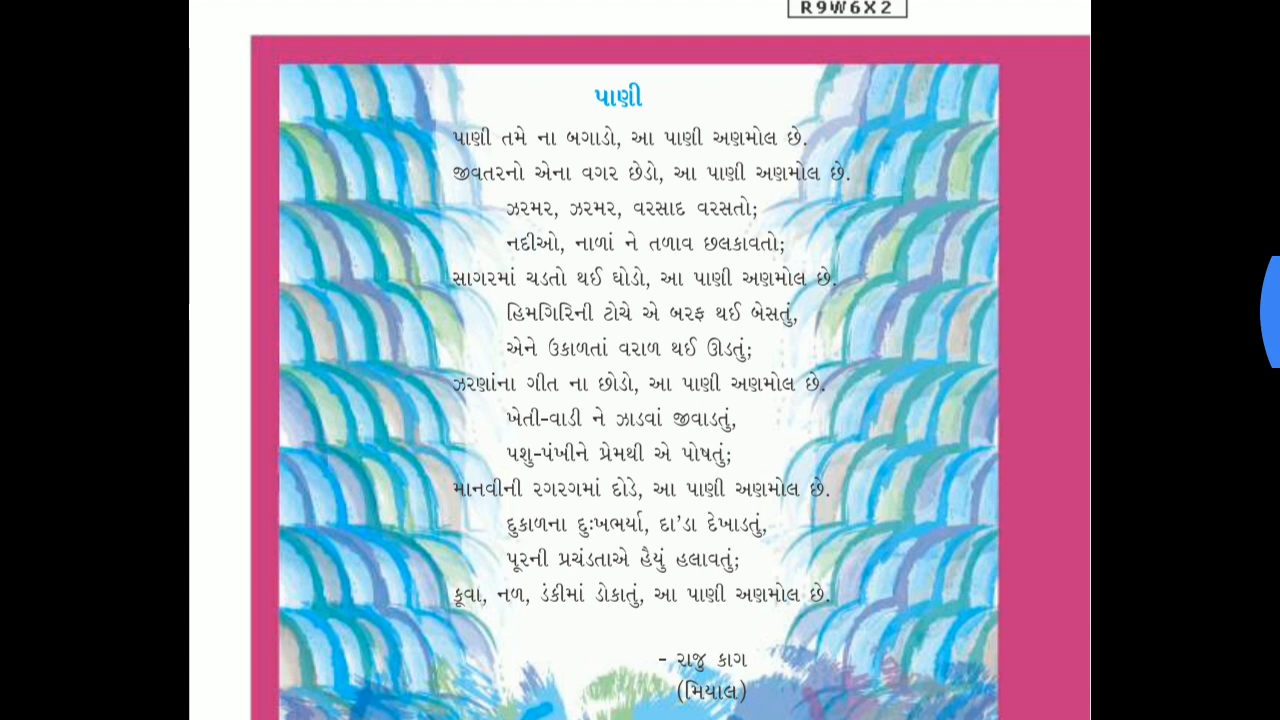 R9W6X2
પાણી
પાણી તમે ના બગાડો, આ પાણી અણમોલ છે.
જીવતરનો એના વગર છેડો, આ પાણી અણમોલ છે.
ઝરમર, ઝરમર, વરસાદ વરસતો;
નદીઓ, નાળાં ને તળાવ છલકાવતો;
સાગરમાં ચડતો થઈ ઘોડો, આ પાણી અણમોલ છે.
હિમગિરિની ટોચે એ બરફ થઈ બેસતું,
એને ઉકાળતાં વરાળ થઈ ઊડતું;
ઝરણાંના ગીત ના છોડો, આ પાણી અણમોલ છે.
ખેતી-વાડી ને ઝાડવાં જીવાડતું,
પશુ-પંખીને પ્રેમથી એ પોષતું;
માનવીની રગરગમાં દોડે, આ પાણી અણમોલ છે.
દુકાળના દુઃખભર્યા, દા’ડા દેખાડતું,
પૂરની પ્રચંડતાએ હૈયું હલાવતું;
કૂવા, નળ, ડંકીમાં ડોકાતું, આ પાણી અણમોલ છે.
- રાજુ કાગ
(મિયાલ)